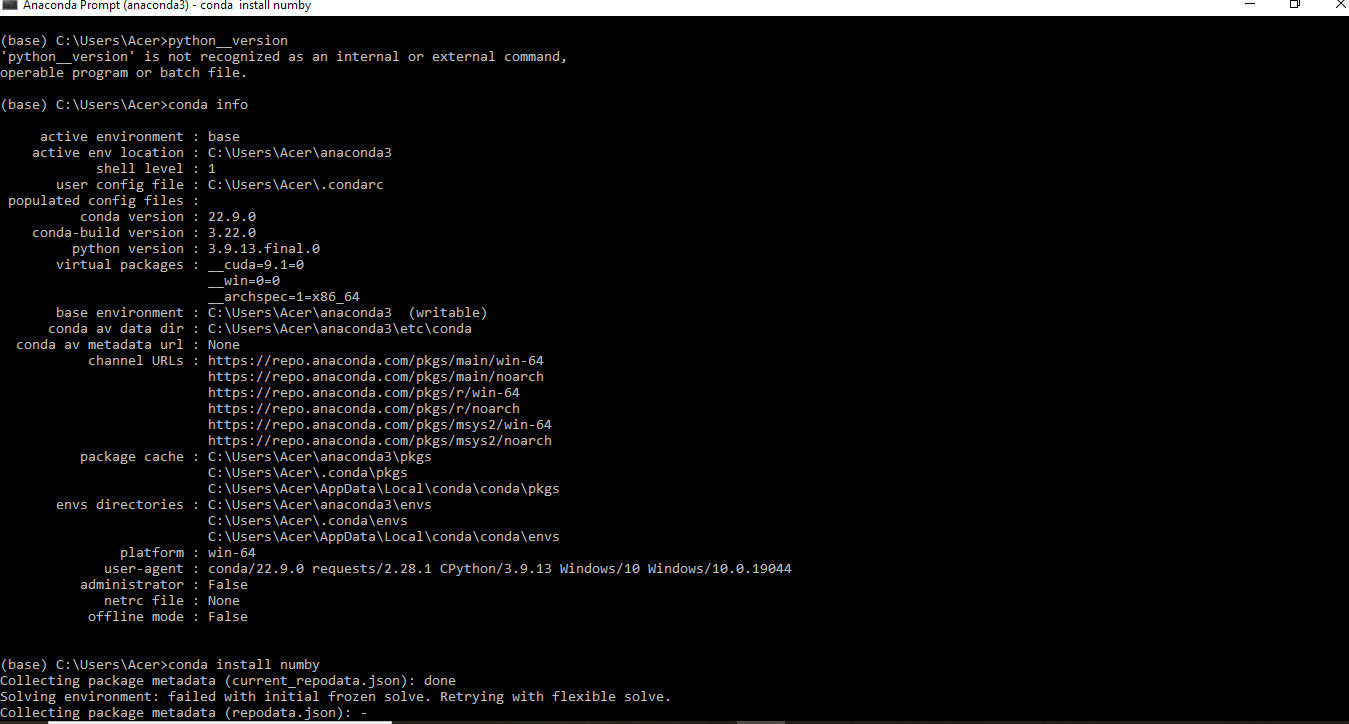 Anaconda Prompt (anaconda3) - conda  install numby
(base) C:\Users\Acer>python__version
'python__version' is not recognized as an internal or external command,
operable program or batch file.
(base) C:\Users\Acer>conda info
active environment : base
active env location : C:\Users\Acer\anaconda3
shell level : 1
user config file : C:\Users\Acer\.condarc
populated config files :
conda version : 22.9.0
conda-build version : 3.22.0
python version : 3.9.13.final.0
virtual packages : __cuda=9.1=0
__win=0=0
__archspec=1=x86_64
base environment : C:\Users\Acer\anaconda3  (writable)
conda av data dir : C:\Users\Acer\anaconda3\etc\conda
conda av metadata url : None
channel URLs : https://repo.anaconda.com/pkgs/main/win-64
https://repo.anaconda.com/pkgs/main/noarch
https://repo.anaconda.com/pkgs/r/win-64
https://repo.anaconda.com/pkgs/r/noarch
https://repo.anaconda.com/pkgs/msys2/win-64
https://repo.anaconda.com/pkgs/msys2/noarch
package cache : C:\Users\Acer\anaconda3\pkgs
C:\Users\Acer\.conda\pkgs
C:\Users\Acer\AppData\Local\conda\conda\pkgs
envs directories : C:\Users\Acer\anaconda3\envs
C:\Users\Acer\.conda\envs
C:\Users\Acer\AppData\Local\conda\conda\envs
platform : win-64
user-agent : conda/22.9.0 requests/2.28.1 CPython/3.9.13 Windows/10 Windows/10.0.19044
administrator : False
netrc file : None
offline mode : False
(base) C:\Users\Acer>conda install numby
Collecting package metadata (current_repodata.json): done
Solving environment: failed with initial frozen solve. Retrying with flexible solve.
Collecting package metadata (repodata.json): -